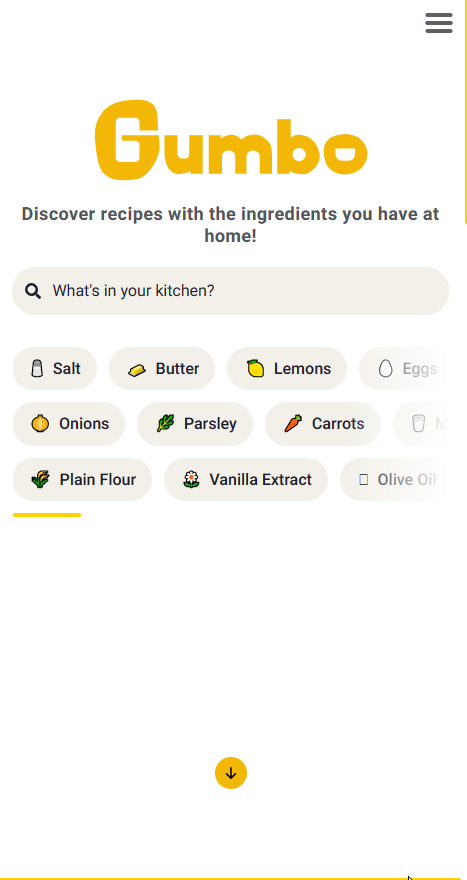 Gumbo
Discover recipes with the ingredients you have at
home!
What's in your kitchen?
Salt Butter Lemons Eggs
Onions Parsley Carrots
Plain Flour Vanilla Extract Olive Oil